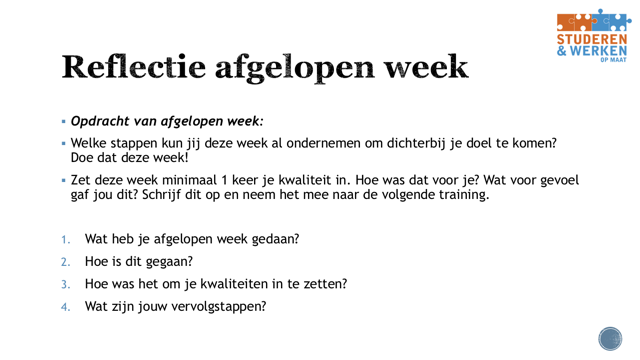 STUDEREN
& WERKEN
OP MAAT
Reflectie afgelopen week
Opdracht van afgelopen week:
Welke stappen kun jij deze week al ondernemen om dichterbij je doel te komen?
Doe dat deze week!
Zet deze week minimaal 1 keer je kwaliteit in. Hoe was dat voor je? Wat voor gevoel
gaf jou dit? Schrijf dit op en neem het mee naar de volgende training.
1. Wat heb je afgelopen week gedaan?
2. Hoe is dit gegaan?
3. Hoe was het om je kwaliteiten in te zetten?
4. Wat zijn jouw vervolgstappen?